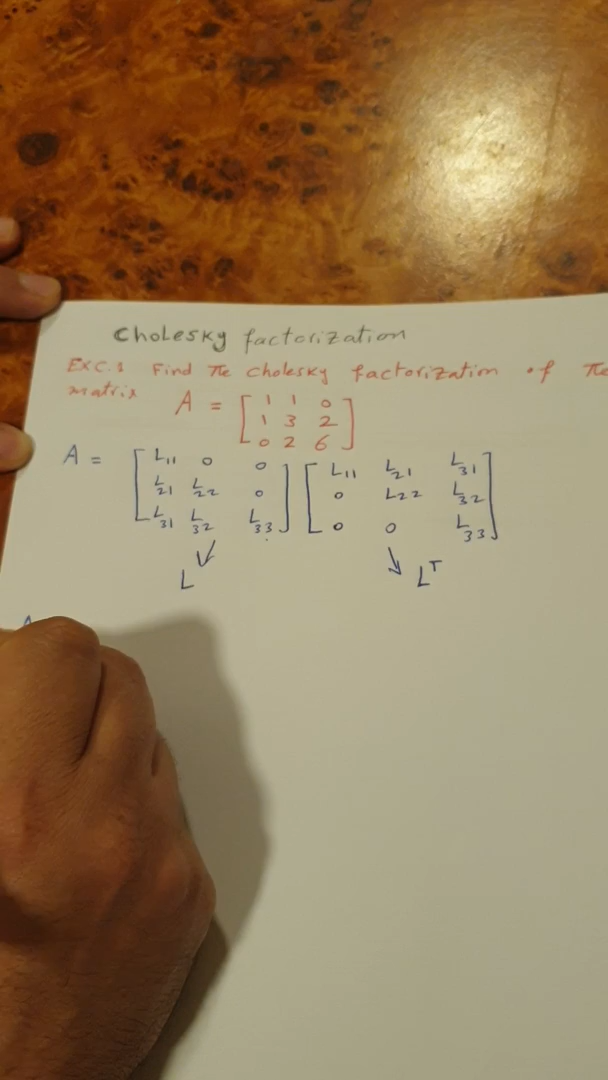 Cholesky factorization
Exc.1 Find The Cholesky factorization of The
matrix A = [1 1 0
1 3 2
0 2 6]
A = [L11 0 0] [L11 L21 L31]
[L21 L22 0] [0 L22 L32]
[L31 L32 L33] [0 0 L33]
L L^T
A